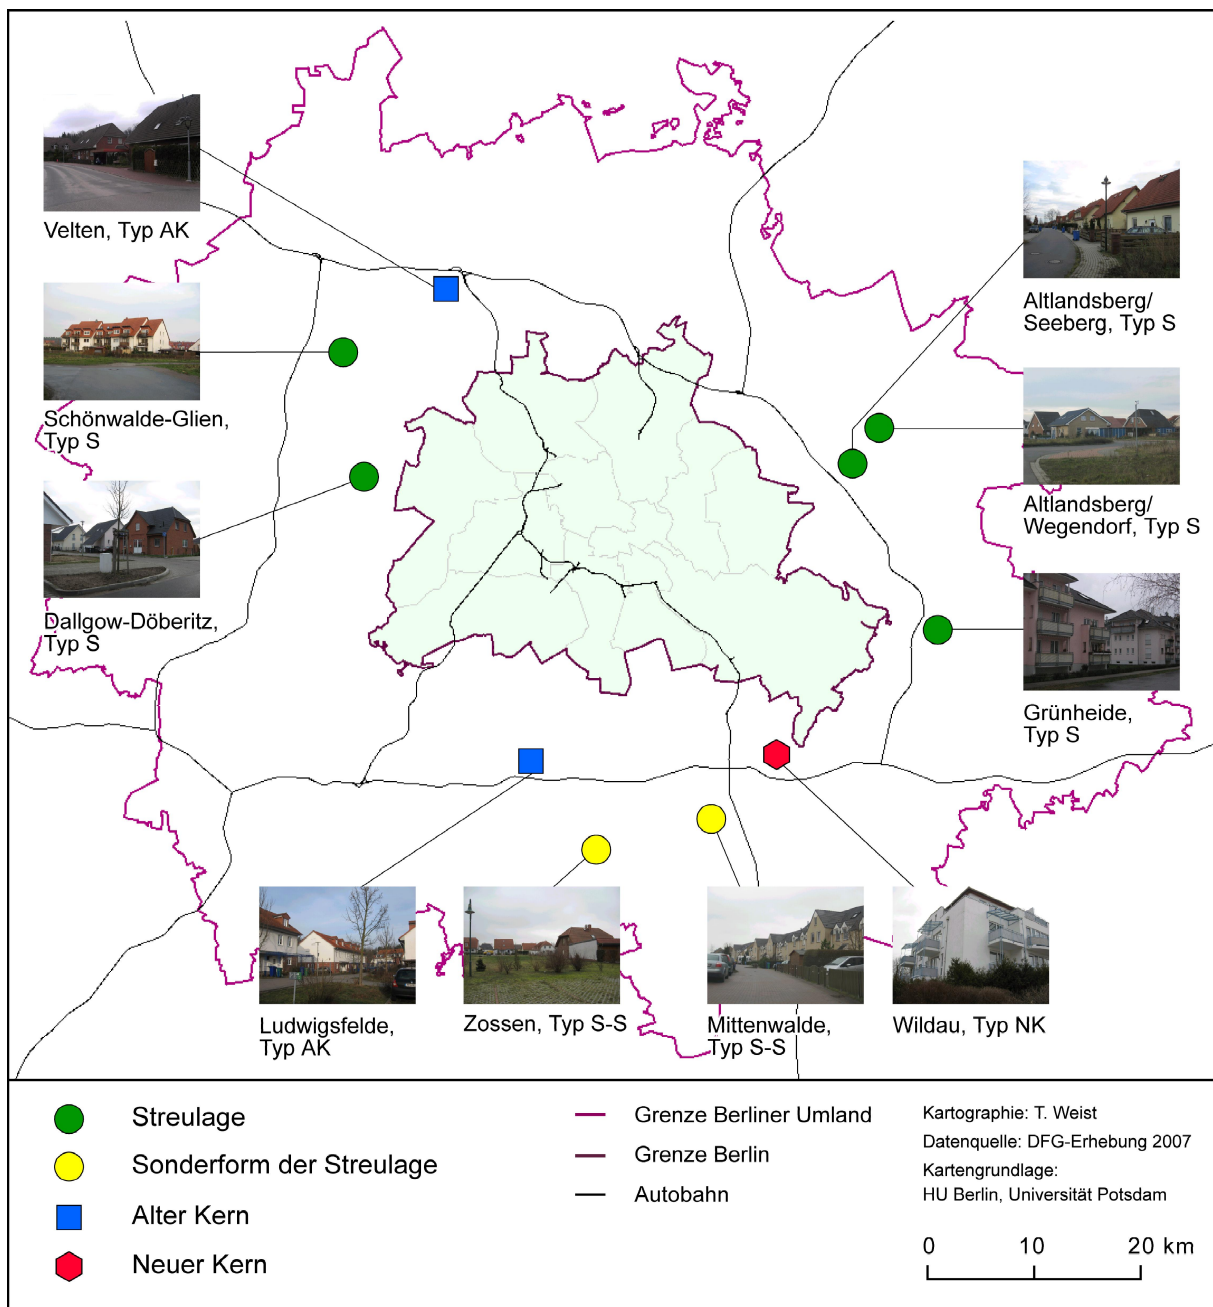 Velten, Typ AK
Schönwalde-Glien,
Typ S
Dallgow-Döberitz,
Typ S
Altlandsberg/
Seeberg, Typ S
Altlandsberg/
Wegendorf, Typ S
Grünheide,
Typ S
Ludwigsfelde,
Typ AK
Zossen, Typ S-S
Mittenwalde,
Typ S-S
Wildau, Typ NK
Streulage
Sonderform der Streulage
Alter Kern
Neuer Kern
Grenze Berliner Umland
Grenze Berlin
Autobahn
Kartographie: T. Weist
Datenquelle: DFG-Erhebung 2007
Kartengrundlage:
HU Berlin, Universität Potsdam
0 10 20 km